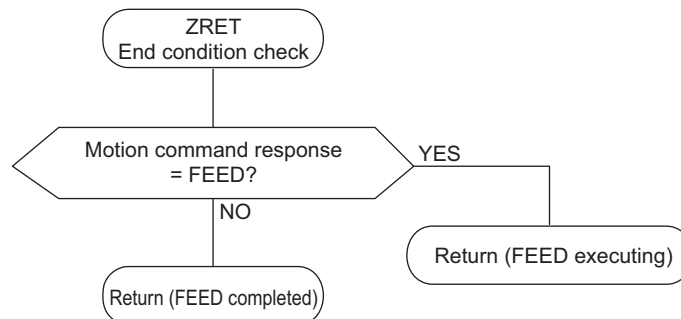 ZRET
End condition check
Motion command response
= FEED?
YES
NO
Return (FEED executing)
Return (FEED completed)